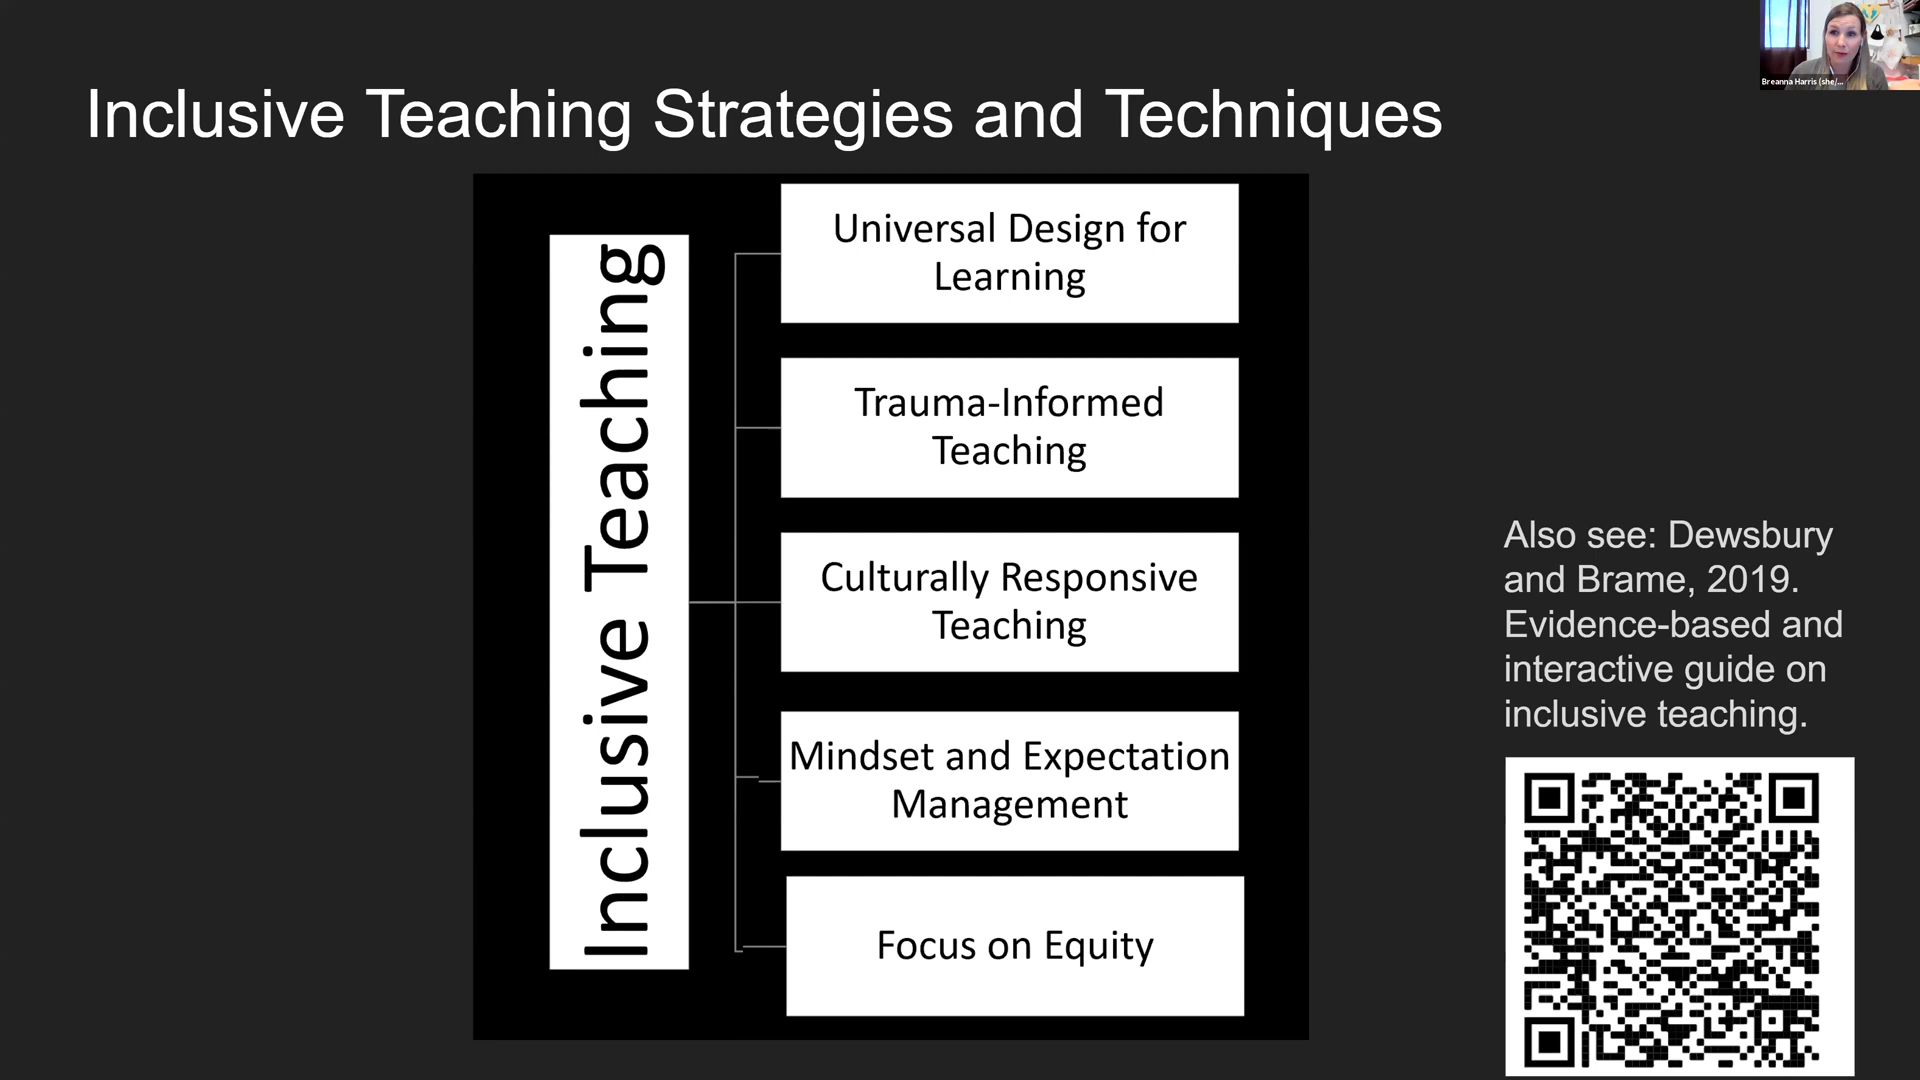 Breanna Harris (she/...
Inclusive Teaching Strategies and Techniques
Inclusive Teaching
Universal Design for
Learning
Trauma-Informed
Teaching
Culturally Responsive
Teaching
Mindset and Expectation
Management
Focus on Equity
Also see: Dewsbury
and Brame, 2019.
Evidence-based and
interactive guide on
inclusive teaching.